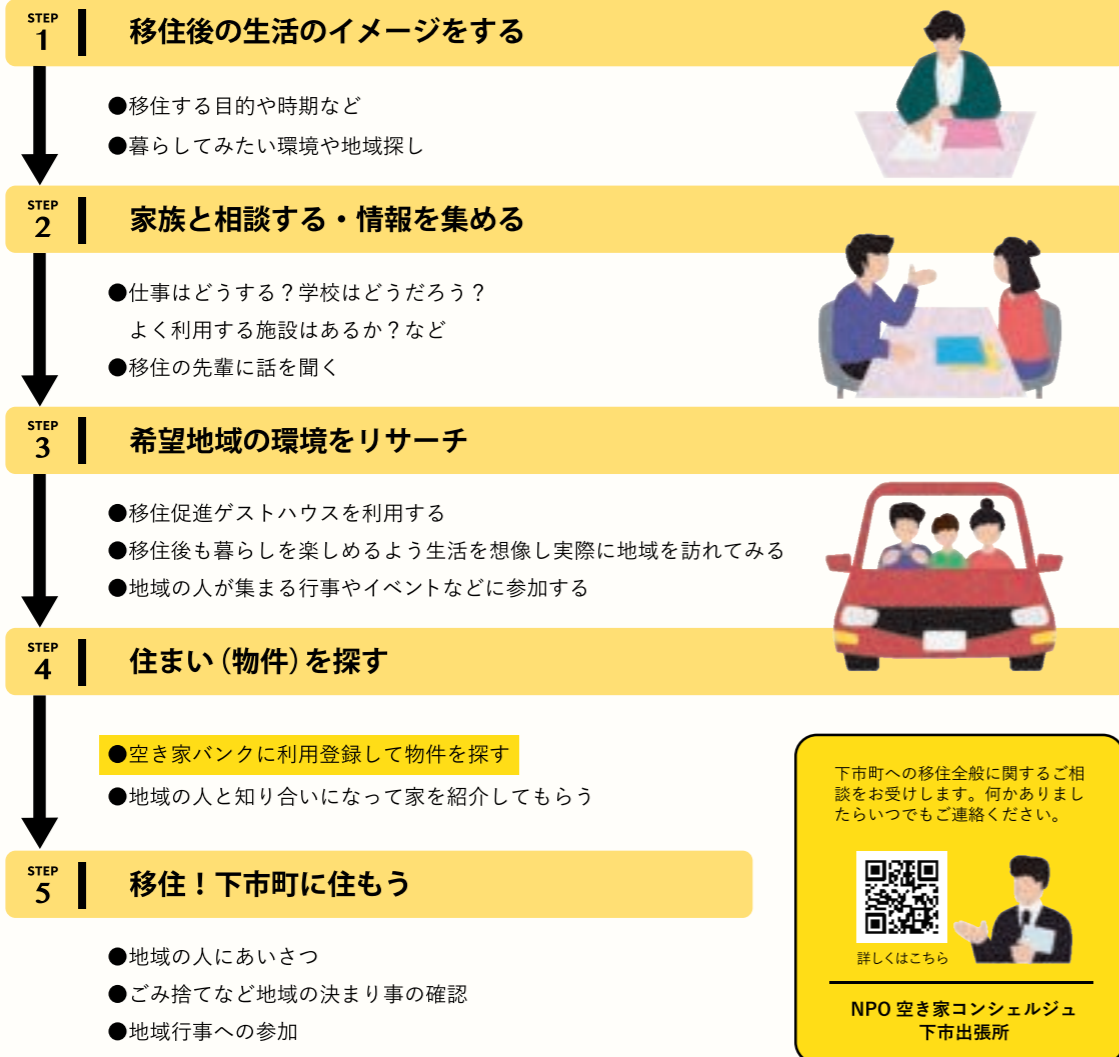 STEP
1
移住後の生活のイメージをする
●移住する目的や時期など
●暮らしてみたい環境や地域探し
STEP
2
家族と相談する・情報を集める
●仕事はどうする？学校はどうだろう？
よく利用する施設はあるか？など
●移住の先輩に話を聞く
STEP
3
希望地域の環境をリサーチ
●移住促進ゲストハウスを利用する
●移住後も暮らしを楽しめるよう生活を想像し実際に地域を訪れてみる
●地域の人が集まる行事やイベントなどに参加する
STEP
4
住まい（物件）を探す
●空き家バンクに利用登録して物件を探す
●地域の人と知り合いになって家を紹介してもらう
STEP
5
移住！下市町に住もう
●地域の人にあいさつ
●ごみ捨てなど地域の決まり事の確認
●地域行事への参加
下市町への移住全般に関するご相
談をお受けします。何かありまし
たらいつでもご連絡ください。
詳しくはこちら
NPO 空き家コンシェルジュ
下市出張所